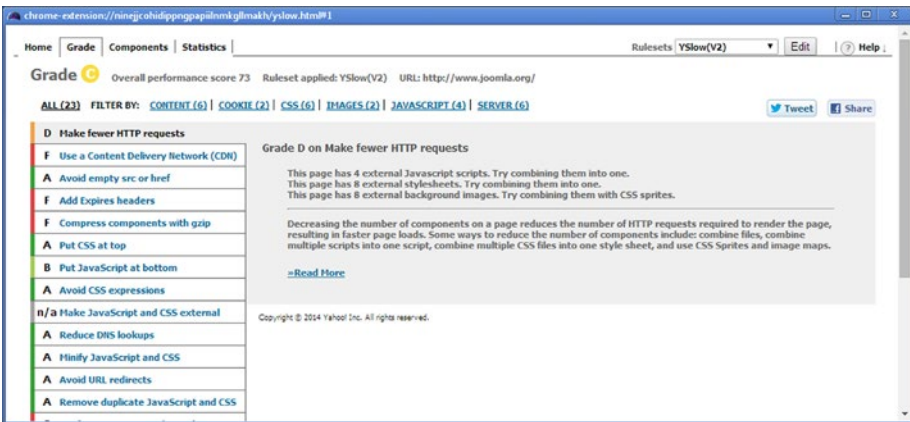 chrome-extension://ninejjcohidippngpapiilnmkgllmakh/yslow.html#1
Home Grade Components Statistics Rulesets YSlow(V2) Edit ? Help ↓
Grade C Overall performance score 73 Ruleset applied: YSlow(V2) URL: http://www.joomla.org/
ALL (23) FILTER BY: CONTENT (6) | COOKIE (2) | CSS (6) | IMAGES (2) | JAVASCRIPT (4) | SERVER (6)
Tweet Share
D Make fewer HTTP requests
F Use a Content Delivery Network (CDN)
A Avoid empty src or href
F Add Expires headers
F Compress components with gzip
A Put CSS at top
B Put JavaScript at bottom
A Avoid CSS expressions
n/a Make JavaScript and CSS external
A Reduce DNS lookups
A Minify JavaScript and CSS
A Avoid URL redirects
A Remove duplicate JavaScript and CSS
Grade D on Make fewer HTTP requests
This page has 4 external Javascript scripts. Try combining them into one.
This page has 8 external stylesheets. Try combining them into one.
This page has 8 external background images. Try combining them with CSS sprites.
Decreasing the number of components on a page reduces the number of HTTP requests required to render the page,
resulting in faster page loads. Some ways to reduce the number of components include: combine files, combine
multiple scripts into one script, combine multiple CSS files into one style sheet, and use CSS Sprites and image maps.
»Read More
Copyright © 2014 Yahoo! Inc. All rights reserved.